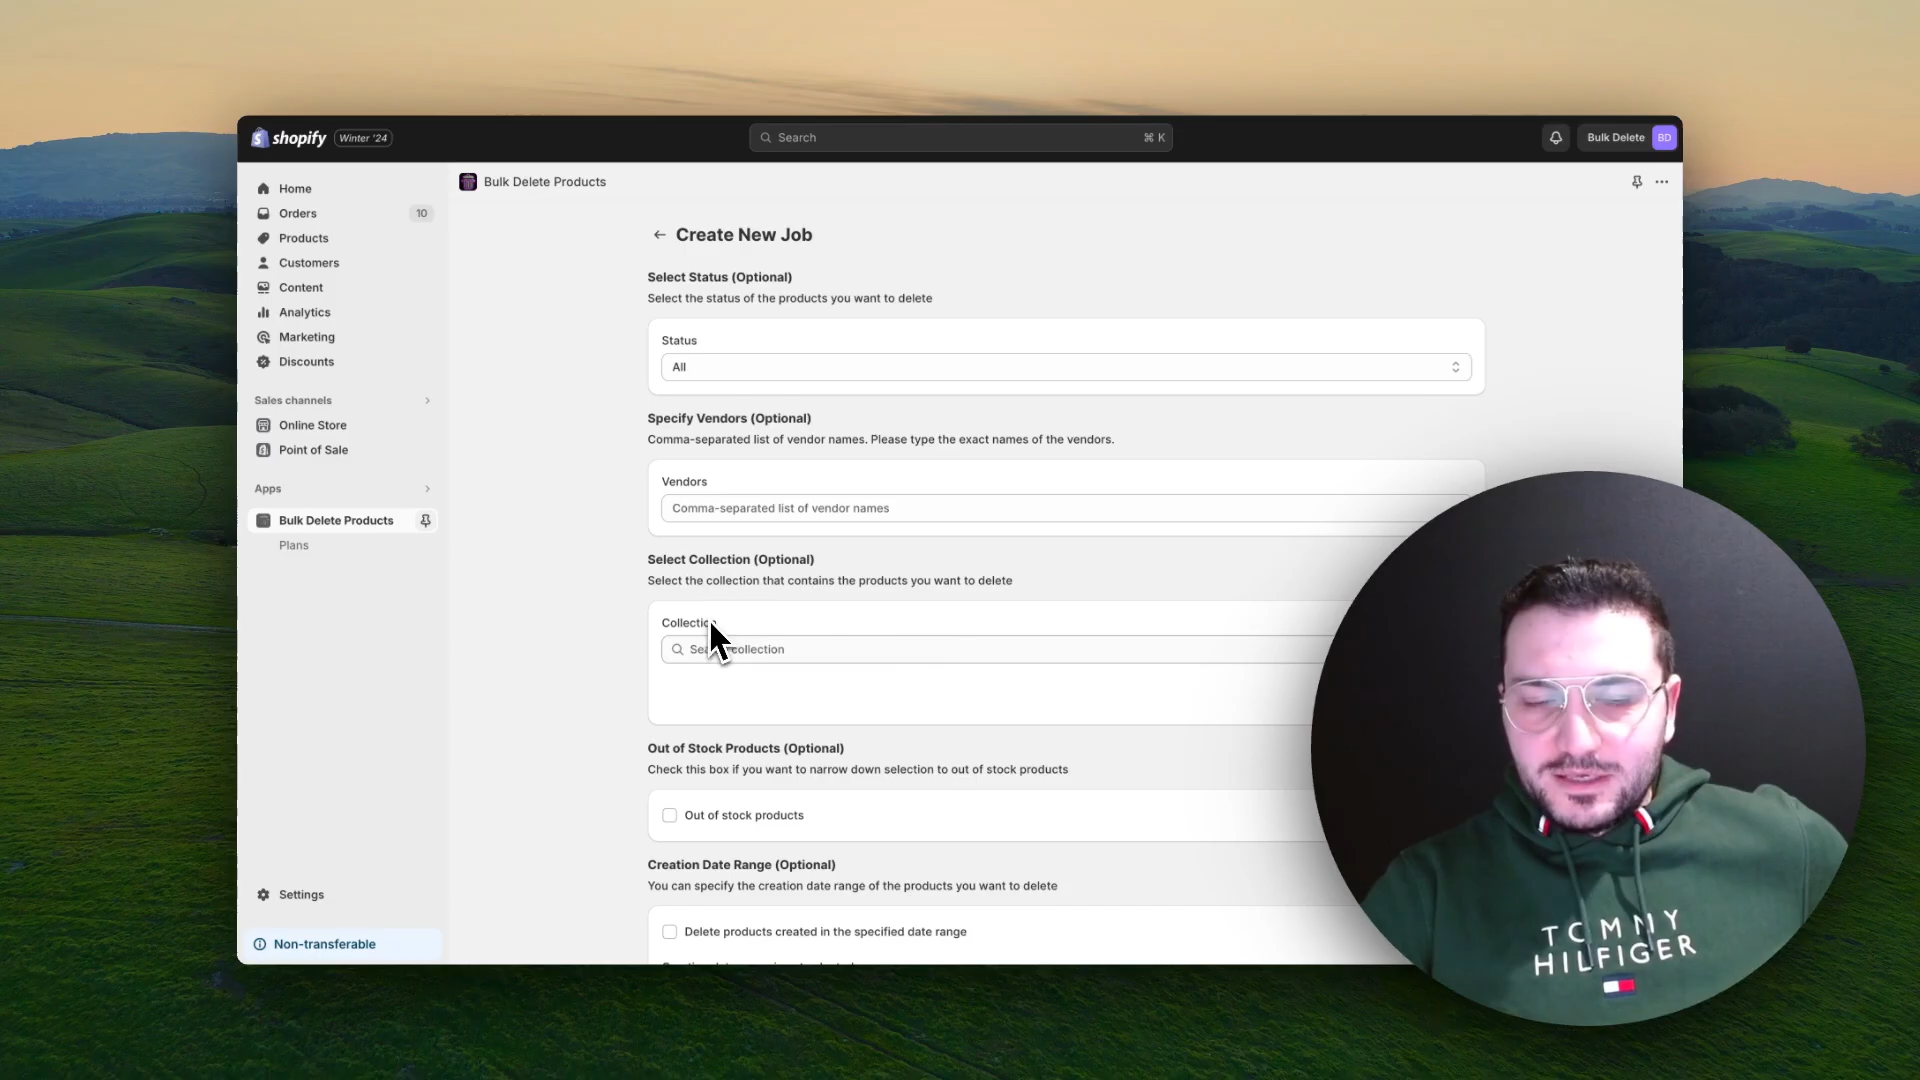 shopify Winter '24
Search ⌘ K
Bulk Delete BD
Home
Orders 10
Products
Customers
Content
Analytics
Marketing
Discounts
Sales channels
Online Store
Point of Sale
Apps
Bulk Delete Products
Plans
Settings
Non-transferable
Bulk Delete Products
Create New Job
Select Status (Optional)
Select the status of the products you want to delete
Status
All
Specify Vendors (Optional)
Comma-separated list of vendor names. Please type the exact names of the vendors.
Vendors
Comma-separated list of vendor names
Select Collection (Optional)
Select the collection that contains the products you want to delete
Collection
collection
Out of Stock Products (Optional)
Check this box if you want to narrow down selection to out of stock products
Out of stock products
Creation Date Range (Optional)
You can specify the creation date range of the products you want to delete
Delete products created in the specified date range
TOMMY
HILFIGER